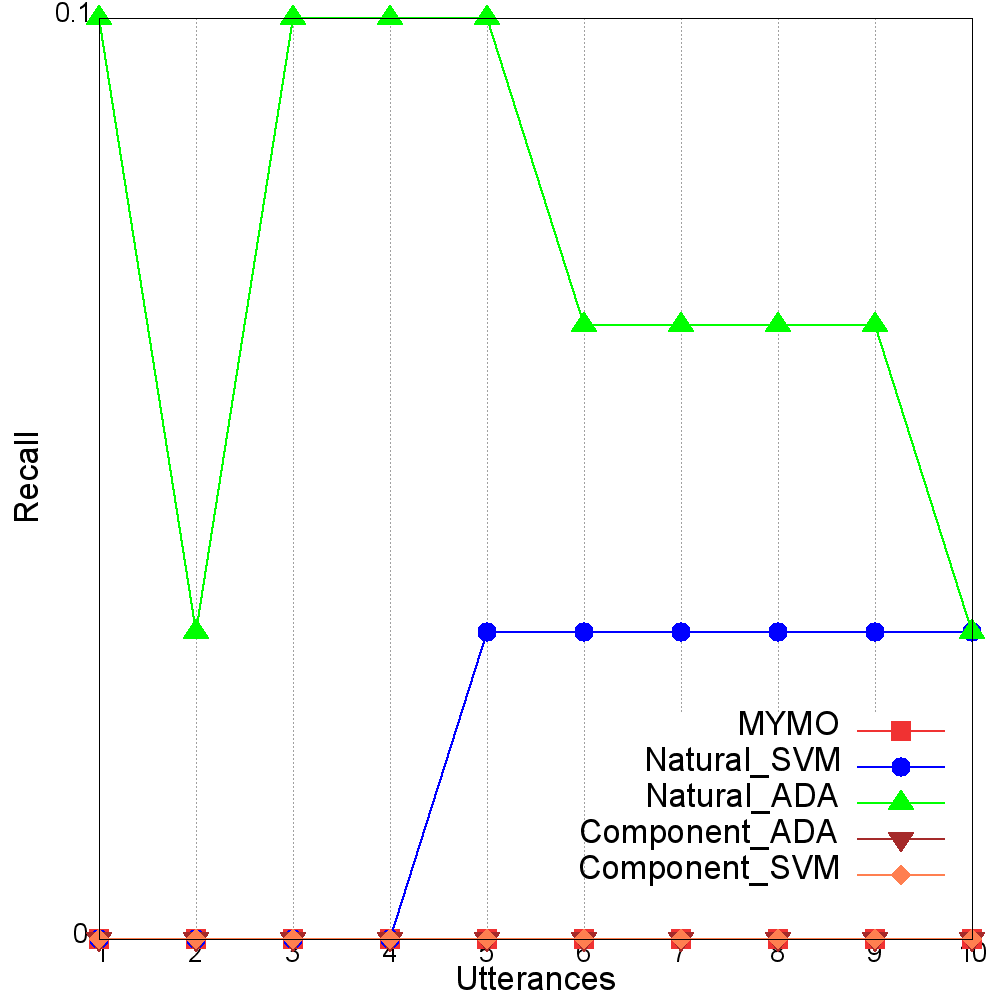 0.1
Recall
MYMO
Natural_SVM
Natural_ADA
Component_ADA
Component_SVM
0
1 2 3 4 5 6 7 8 9 10
Utterances